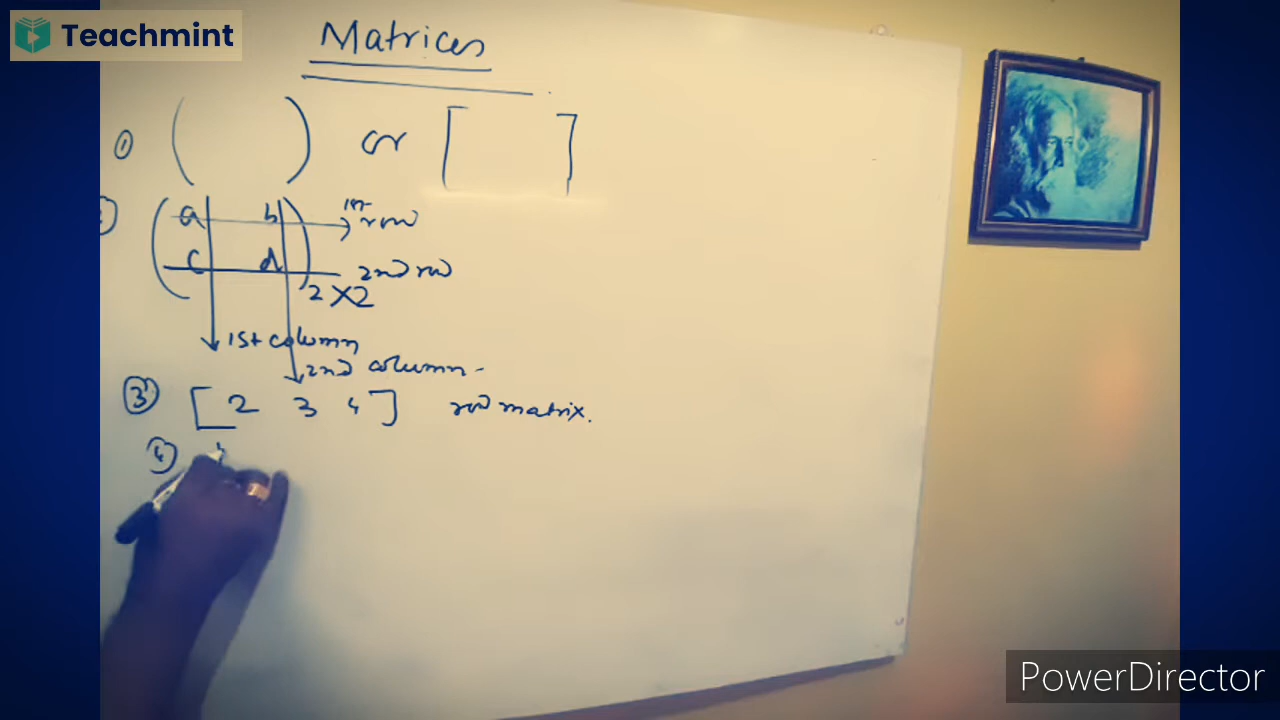 Teachmint
Matrices
① ( ) or [ ]
a b 1st row
c d 2nd row
2×2
1st column
2nd column-
③ [2 3 4] row matrix.
④
PowerDirector